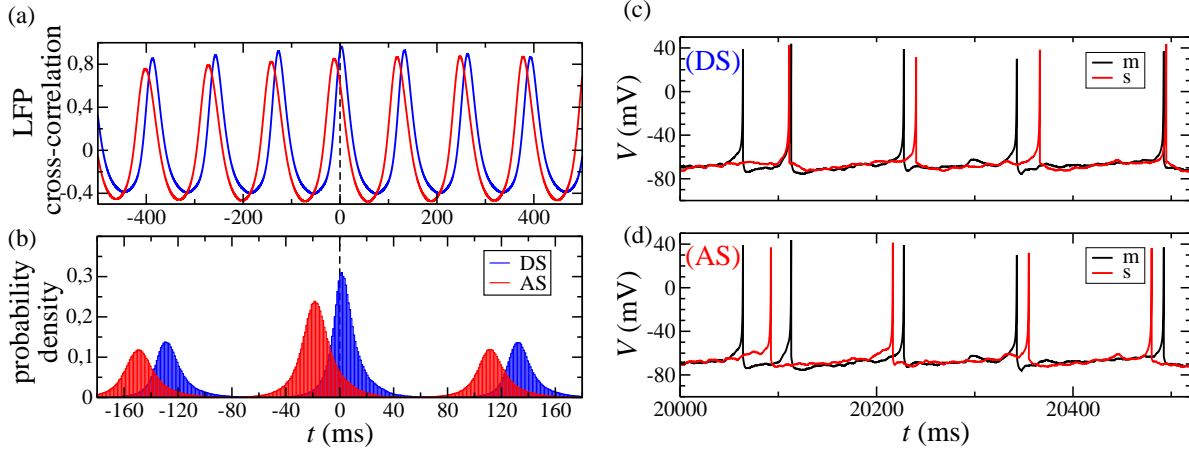 (a)
LFP
cross-correlation
0,8
0,4
0
-0,4
-400 -200 0 200 400
(b)
probability
density
0,3
0,2
0,1
0
DS
AS
-160 -120 -80 -40 0 40 80 120 160
t (ms)
(c)
V (mV)
40
0
-40
-80
(DS)
m
s
(d)
V (mV)
40
0
-40
-80
(AS)
m
s
20000 20200 20400
t (ms)